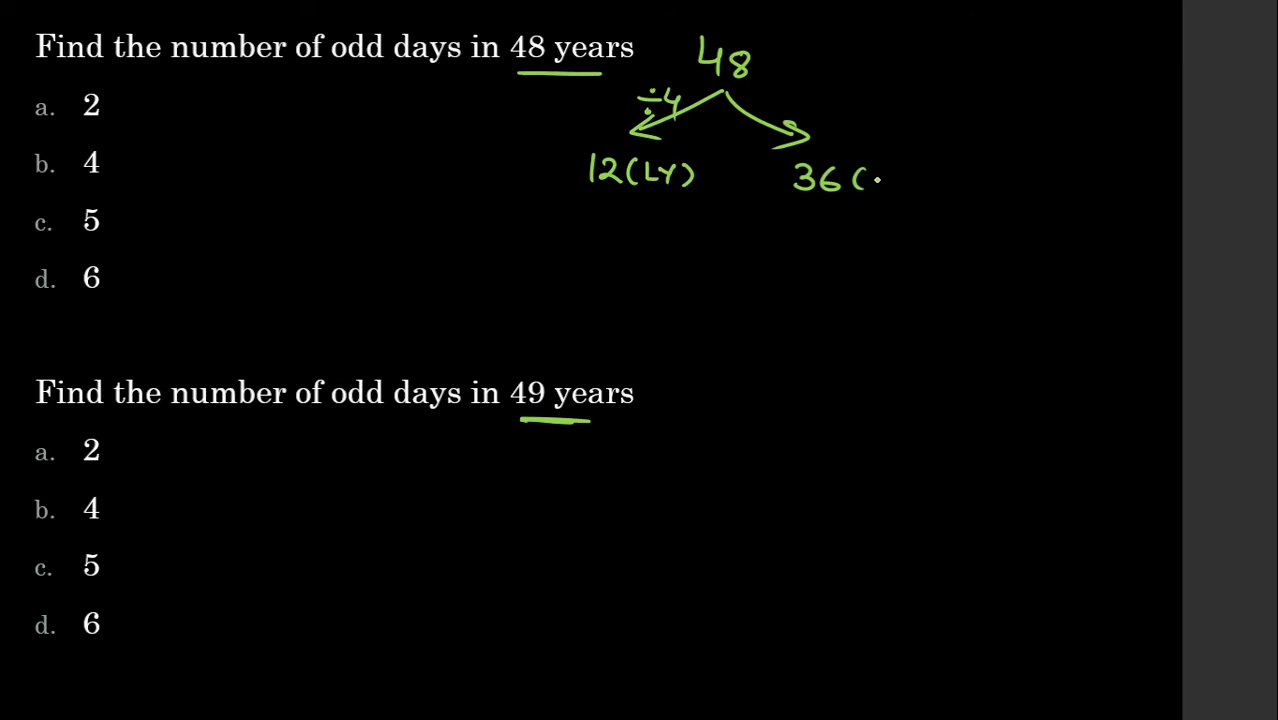 Find the number of odd days in 48 years
a. 2
b. 4
c. 5
d. 6
48
÷4
12(LY)
36(
Find the number of odd days in 49 years
a. 2
b. 4
c. 5
d. 6